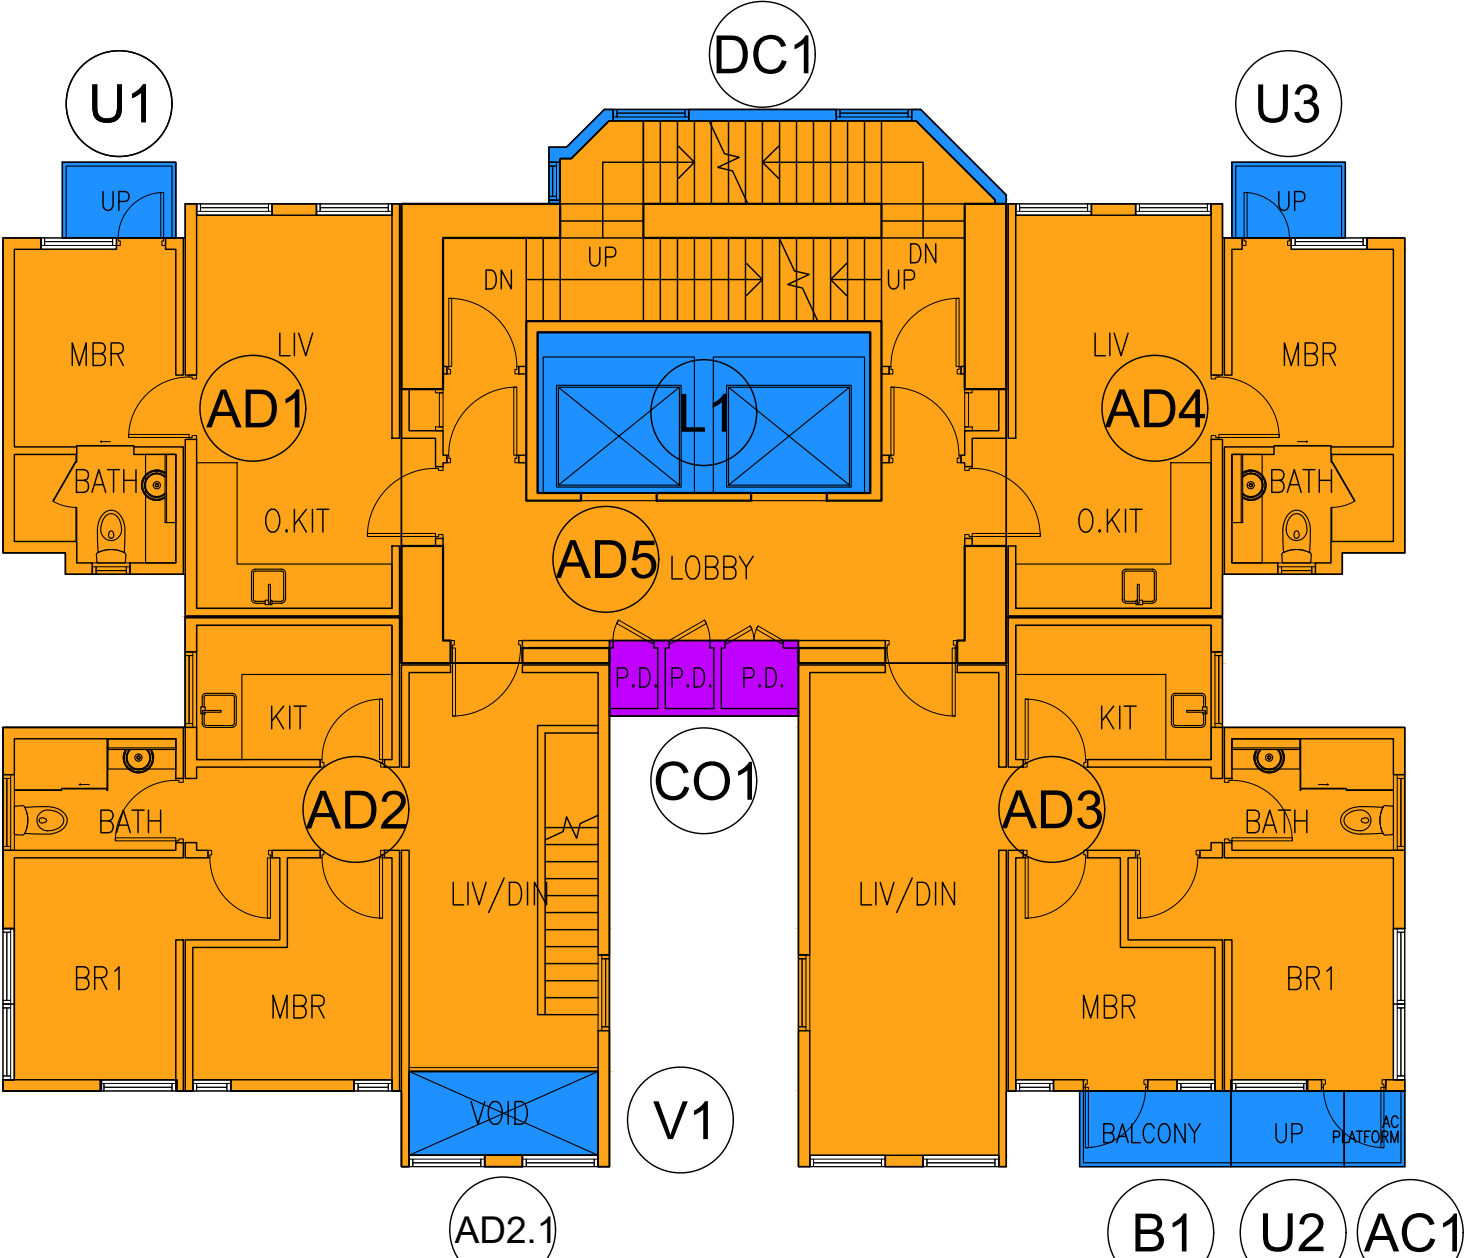 DC1
U1
U3
UP
UP
UP
DN
DN
UP
LIV
LIV
MBR
MBR
AD1
L1
AD4
BATH
BATH
O.KIT
O.KIT
AD5
LOBBY
P.D.
P.D.
P.D.
KIT
KIT
CO1
AD2
AD3
BATH
BATH
LIV/DIN
LIV/DIN
BR1
BR1
MBR
MBR
VOID
V1
BALCONY
UP
AC
PLATFORM
AD2.1
B1
U2
AC1